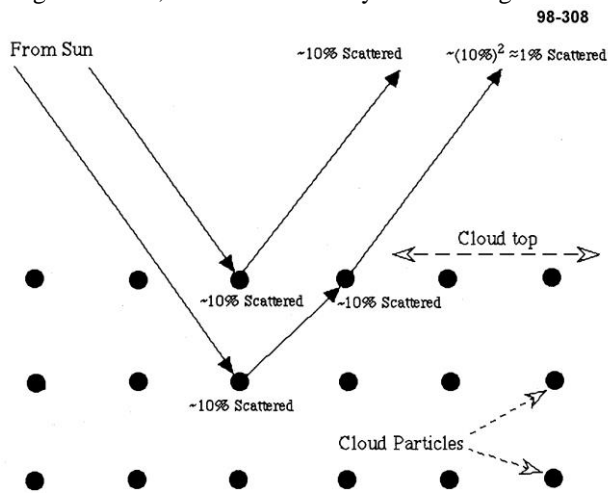 98-308
From Sun
~10% Scattered
~(10%)² ≈1% Scattered
Cloud top
~10% Scattered
~10% Scattered
~10% Scattered
Cloud Particles